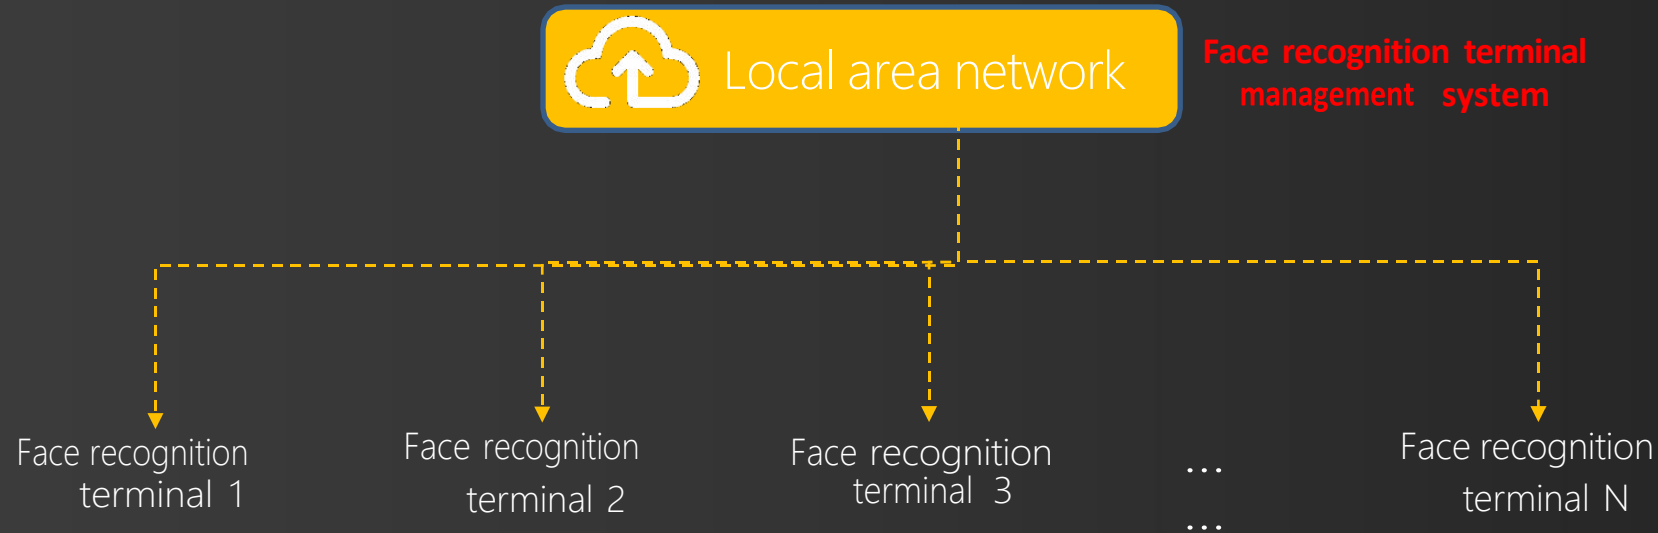 Local area network
Face recognition terminal
management system
Face recognition
terminal 1
Face recognition
terminal 2
Face recognition
terminal 3
...
...
Face recognition
terminal N